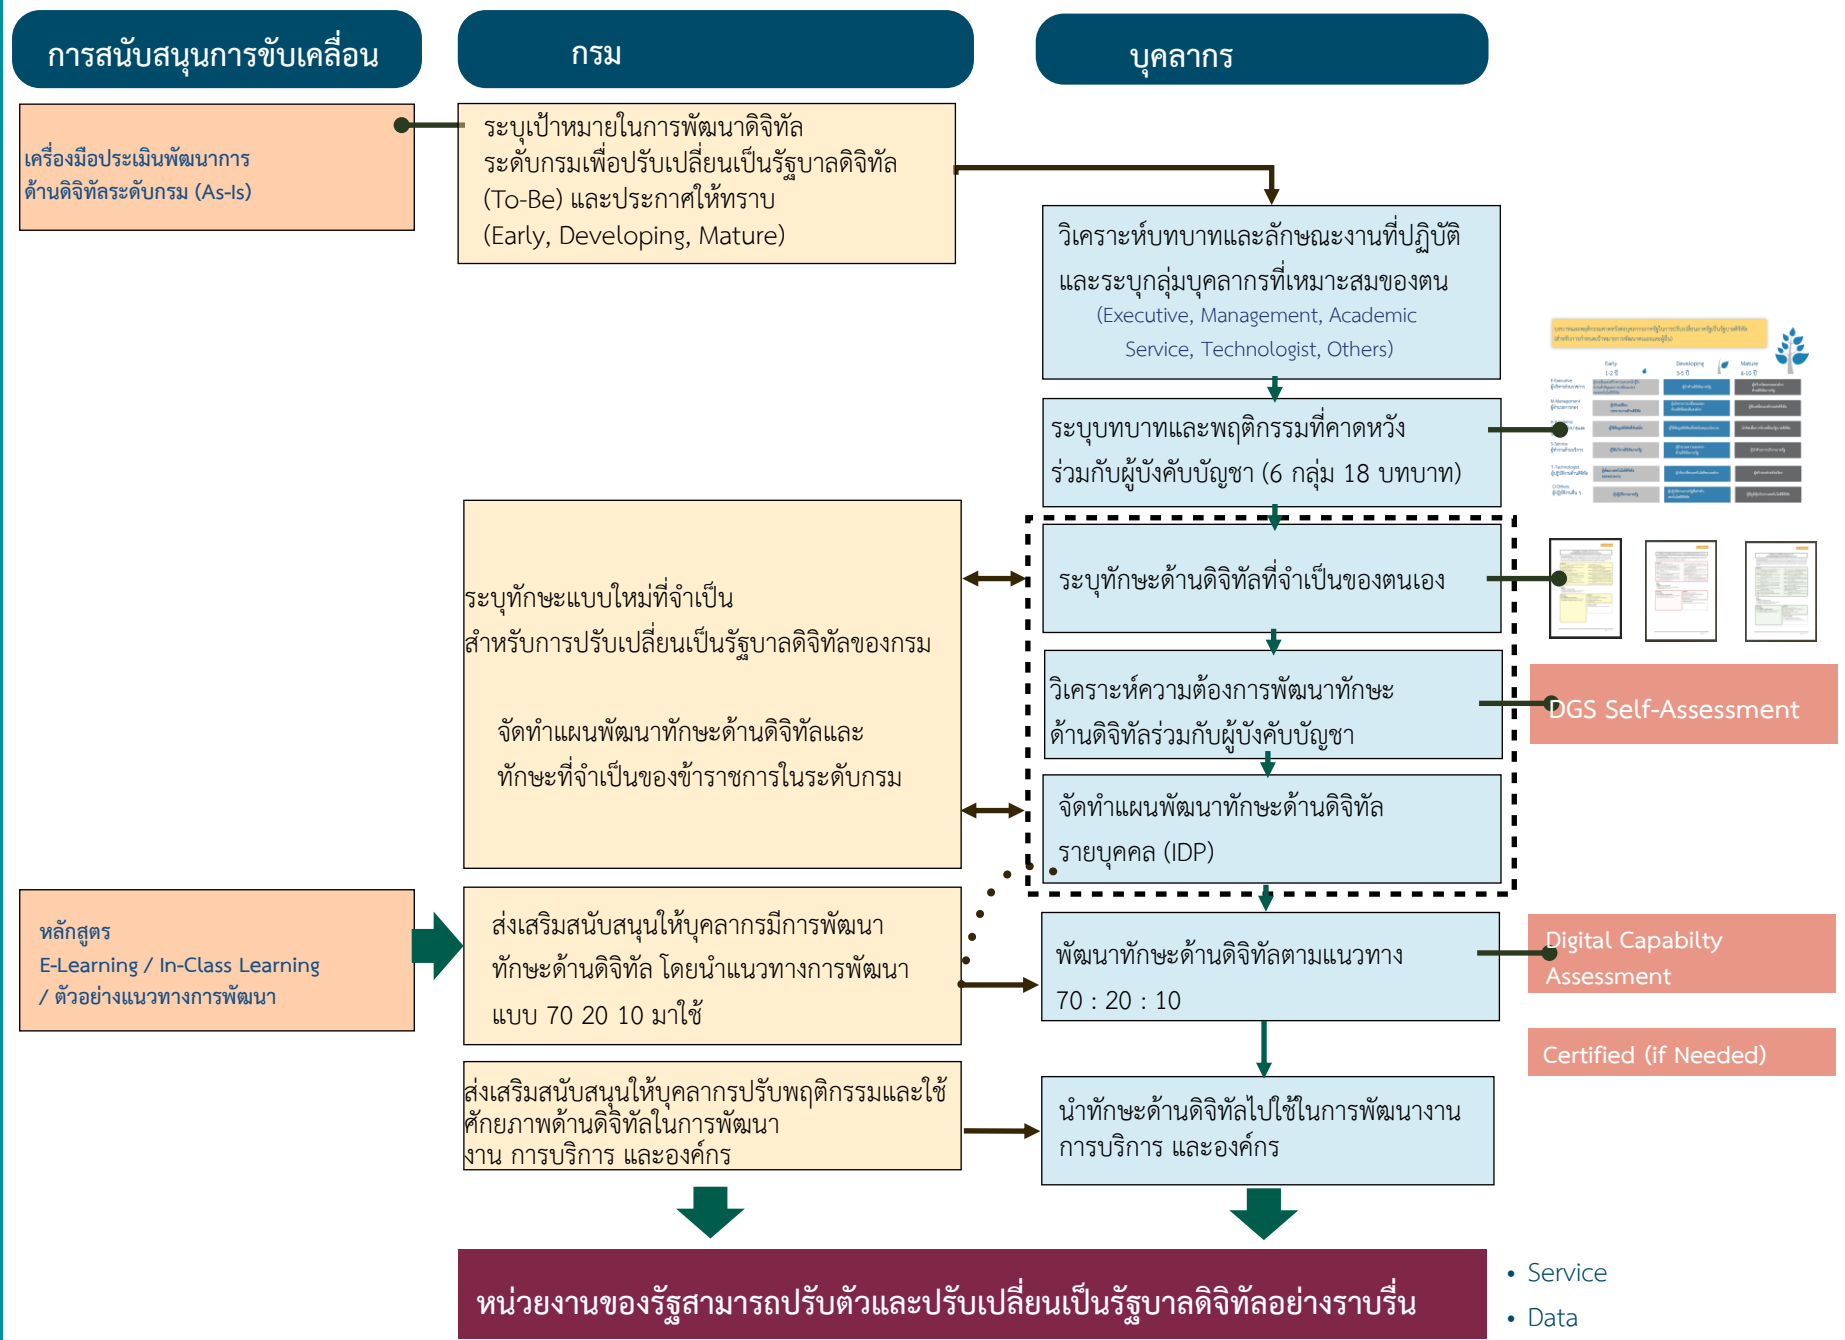 การสนับสนุนการขับเคลื่อน
กรม
บุคลากร
เครื่องมือประเมินพัฒนาการ
ด้านดิจิทัลระดับกรม (As-Is)
ระบุเป้าหมายในการพัฒนาดิจิทัล
ระดับกรมเพื่อปรับเปลี่ยนเป็นรัฐบาลดิจิทัล
(To-Be) และประกาศให้ทราบ
(Early, Developing, Mature)
วิเคราะห์บทบาทและลักษณะงานที่ปฏิบัติ
และระบุกลุ่มบุคลากรที่เหมาะสมของตน
(Executive, Management, Academic
Service, Technologist, Others)
Early
1-2 ปี
Developing
3-5 ปี
Mature
6-10 ปี
ระบุบทบาทและพฤติกรรมที่คาดหวัง
ร่วมกับผู้บังคับบัญชา (6 กลุ่ม 18 บทบาท)
ระบุทักษะแบบใหม่ที่จำเป็น
สำหรับการปรับเปลี่ยนเป็นรัฐบาลดิจิทัลของกรม
จัดทำแผนพัฒนาทักษะด้านดิจิทัลและ
ทักษะที่จำเป็นของข้าราชการในระดับกรม
ระบุทักษะด้านดิจิทัลที่จำเป็นของตนเอง
วิเคราะห์ความต้องการพัฒนาทักษะ
ด้านดิจิทัลร่วมกับผู้บังคับบัญชา
DGS Self-Assessment
จัดทำแผนพัฒนาทักษะด้านดิจิทัล
รายบุคคล (IDP)
หลักสูตร
E-Learning / In-Class Learning
/ ตัวอย่างแนวทางการพัฒนา
ส่งเสริมสนับสนุนให้บุคลากรมีการพัฒนา
ทักษะด้านดิจิทัล โดยนำแนวทางการพัฒนา
แบบ 70 20 10 มาใช้
พัฒนาทักษะด้านดิจิทัลตามแนวทาง
70 : 20 : 10
Digital Capabilty
Assessment
Certified (if Needed)
ส่งเสริมสนับสนุนให้บุคลากรปรับพฤติกรรมและใช้
ศักยภาพด้านดิจิทัลในการพัฒนา
งาน การบริการ และองค์กร
นำทักษะด้านดิจิทัลไปใช้ในการพัฒนางาน
การบริการ และองค์กร
หน่วยงานของรัฐสามารถปรับตัวและปรับเปลี่ยนเป็นรัฐบาลดิจิทัลอย่างราบรื่น
• Service
• Data